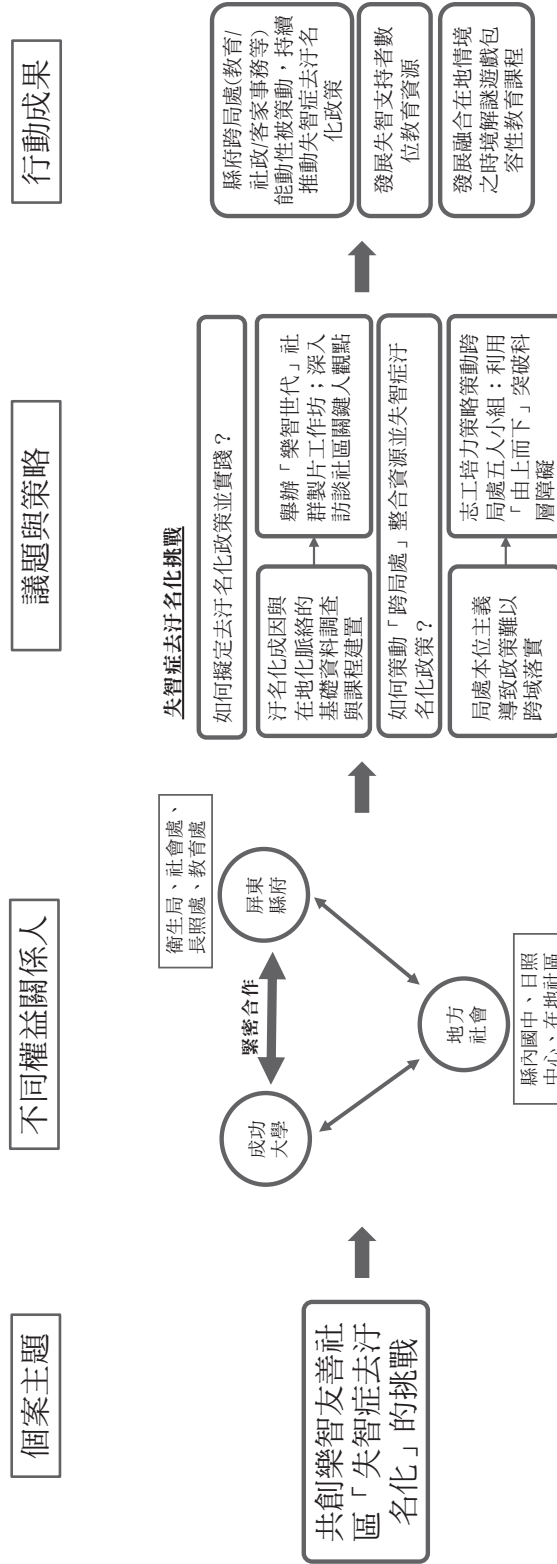 個案主題
共創樂智友善社
區「失智症去汙
名化」的挑戰
不同權益關係人
衛生局、社會處、
長照處、教育處
屏東
縣府
緊密合作
成功
大學
地方
社會
縣內國中、日照
中心、在地社區
議題與策略
失智症去汙名化挑戰
如何擬定去汙名化政策並實踐？
汙名化成因與
在地化脈絡的
基礎資料調查
與課程建置
舉辦「樂智世代」社
群製片工作坊；深入
訪談社區關鍵人觀點
如何策動「跨局處」整合資源並失智症汙
名化政策？
局處本位主義
導致政策難以
跨域落實
志工培力策略策動跨
局處五人小組：利用
「由上而下」突破科
層障礙
行動成果
縣府跨局處(教育/
社政/客家事務等)
能動性被策動，持續
推動失智症去汙名
化政策
發展失智支持者數
位教育資源
發展融合在地情境
之時境解謎遊戲包
容性教育課程